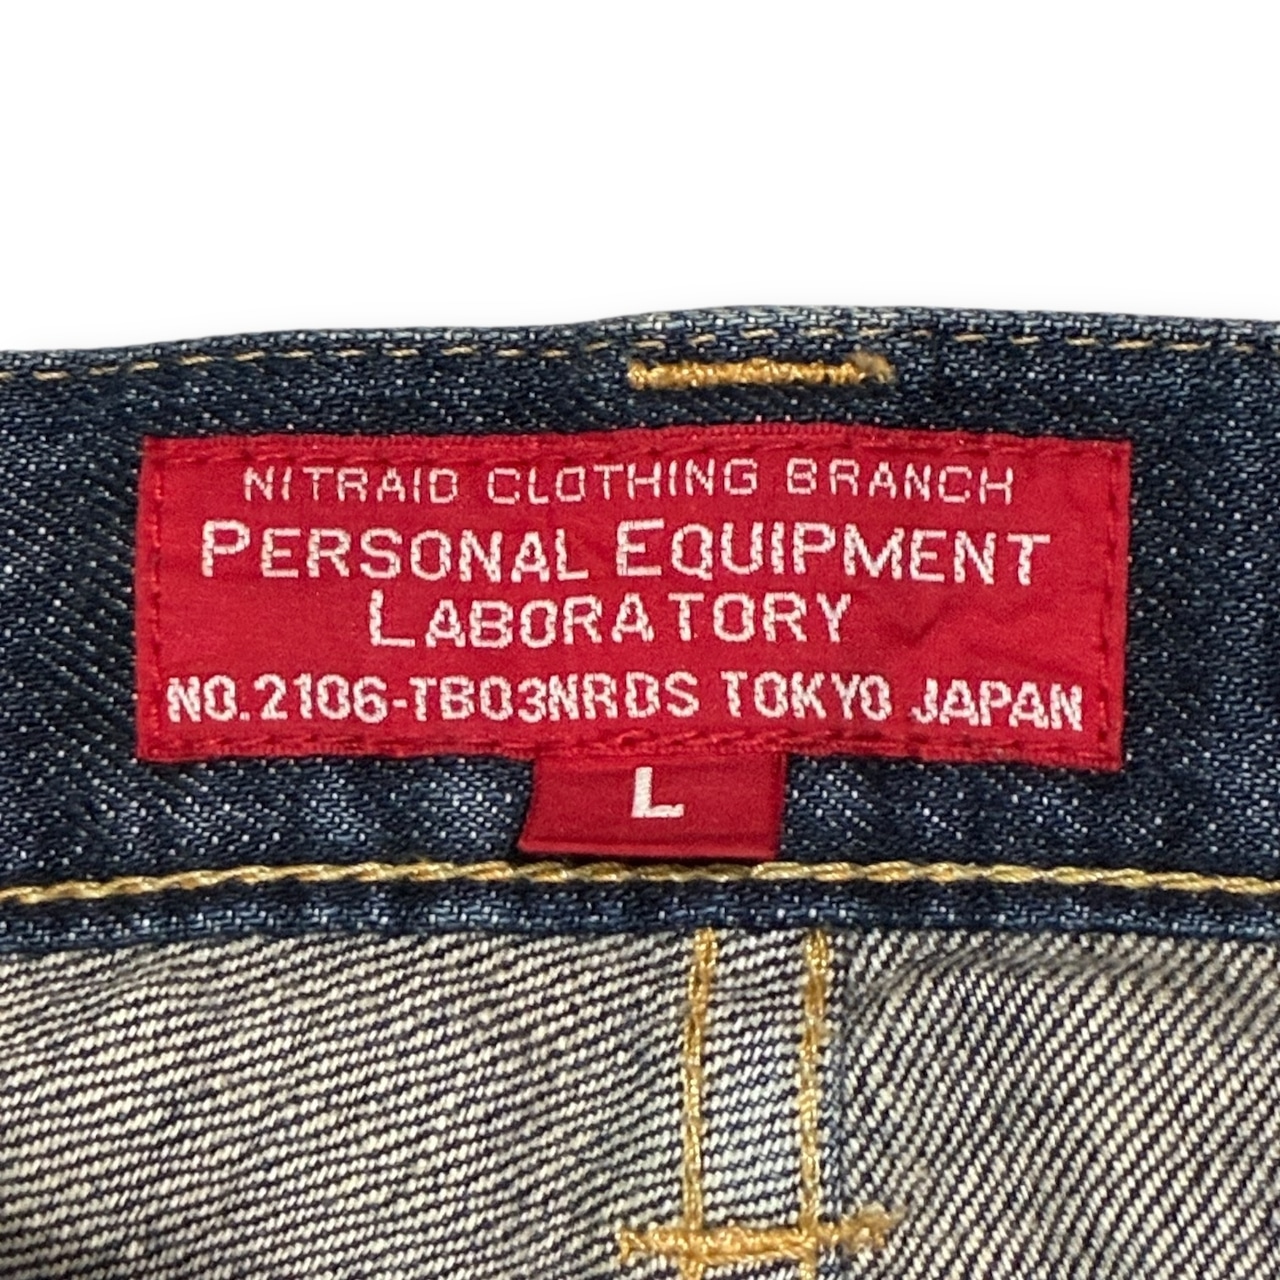 NITRAID CLOTHING BRANCH
PERSONAL EQUIPMENT
LABORATORY
NO.2106-TB03NRDS TOKYO JAPAN
L